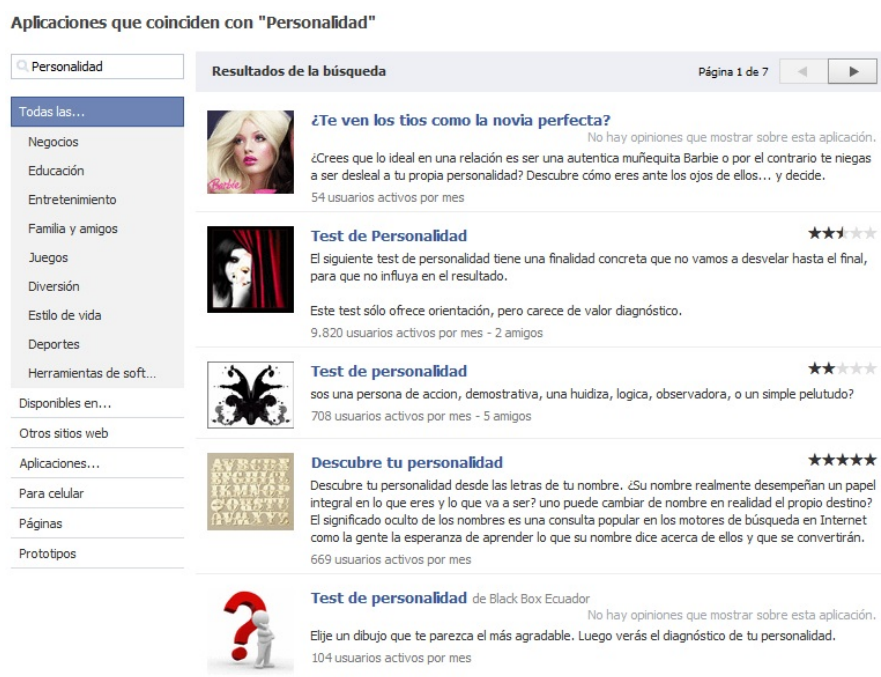 Aplicaciones que coinciden con "Personalidad"
Personalidad
Resultados de la búsqueda
Página 1 de 7
Todas las...
Negocios
Educación
Entretenimiento
Familia y amigos
Juegos
Diversión
Estilo de vida
Deportes
Herramientas de soft...
Disponibles en...
Otros sitios web
Aplicaciones...
Para celular
Páginas
Prototipos
Barbie
¿Te ven los tios como la novia perfecta?
No hay opiniones que mostrar sobre esta aplicación.
¿Crees que lo ideal en una relación es ser una autentica muñequita Barbie o por el contrario te niegas
a ser desleal a tu propia personalidad? Descubre cómo eres ante los ojos de ellos... y decide.
54 usuarios activos por mes
Test de Personalidad
El siguiente test de personalidad tiene una finalidad concreta que no vamos a desvelar hasta el final,
para que no influya en el resultado.
Este test sólo ofrece orientación, pero carece de valor diagnóstico.
9.820 usuarios activos por mes - 2 amigos
Test de personalidad
sos una persona de accion, demostrativa, una huidiza, logica, observadora, o un simple pelutudo?
708 usuarios activos por mes - 5 amigos
Descubre tu personalidad
Descubre tu personalidad desde las letras de tu nombre. ¿Su nombre realmente desempeñan un papel
integral en lo que eres y lo que va a ser? uno puede cambiar de nombre en realidad el propio destino?
El significado oculto de los nombres es una consulta popular en los motores de búsqueda en Internet
como la gente la esperanza de aprender lo que su nombre dice acerca de ellos y que se convertirán.
669 usuarios activos por mes
Test de personalidad de Black Box Ecuador
No hay opiniones que mostrar sobre esta aplicación.
Elije un dibujo que te parezca el más agradable. Luego verás el diagnóstico de tu personalidad.
104 usuarios activos por mes